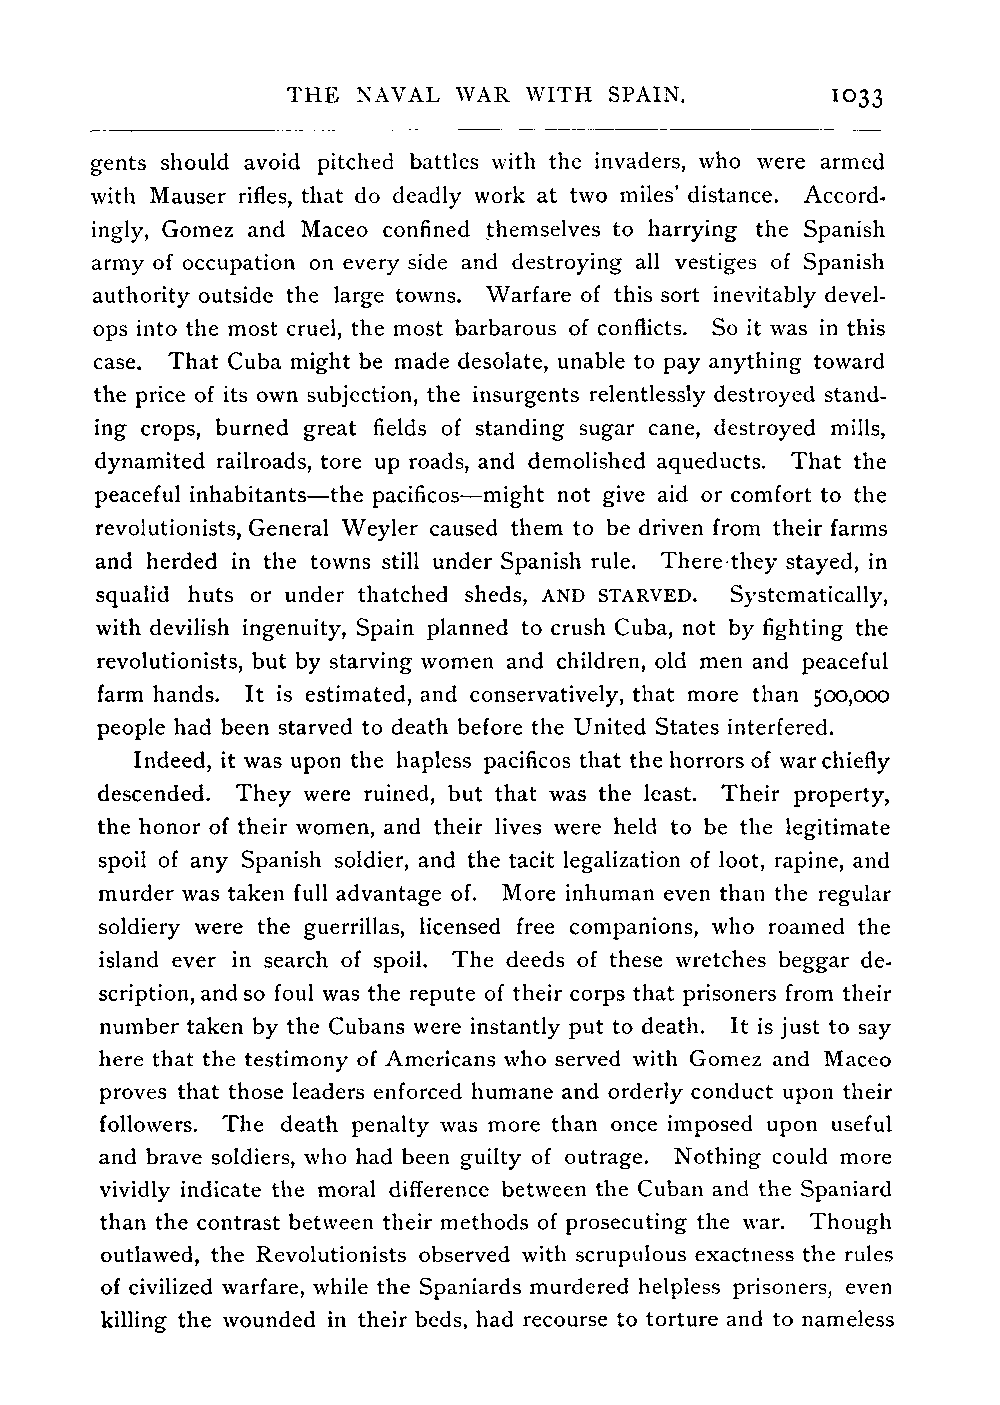 THE NAVAL WAR WITH SPAIN. 1033
gents should avoid pitched battles with the invaders, who were armed
with Mauser rifles, that do deadly work at two miles' distance. Accord-
ingly, Gomez and Maceo confined themselves to harrying the Spanish
army of occupation on every side and destroying all vestiges of Spanish
authority outside the large towns. Warfare of this sort inevitably devel-
ops into the most cruel, the most barbarous of conflicts. So it was in this
case. That Cuba might be made desolate, unable to pay anything toward
the price of its own subjection, the insurgents relentlessly destroyed stand-
ing crops, burned great fields of standing sugar cane, destroyed mills,
dynamited railroads, tore up roads, and demolished aqueducts. That the
peaceful inhabitants—the pacificos—might not give aid or comfort to the
revolutionists, General Weyler caused them to be driven from their farms
and herded in the towns still under Spanish rule. There they stayed, in
squalid huts or under thatched sheds, AND STARVED. Systematically,
with devilish ingenuity, Spain planned to crush Cuba, not by fighting the
revolutionists, but by starving women and children, old men and peaceful
farm hands. It is estimated, and conservatively, that more than 500,000
people had been starved to death before the United States interfered.
Indeed, it was upon the hapless pacificos that the horrors of war chiefly
descended. They were ruined, but that was the least. Their property,
the honor of their women, and their lives were held to be the legitimate
spoil of any Spanish soldier, and the tacit legalization of loot, rapine, and
murder was taken full advantage of. More inhuman even than the regular
soldiery were the guerrillas, licensed free companions, who roamed the
island ever in search of spoil. The deeds of these wretches beggar de-
scription, and so foul was the repute of their corps that prisoners from their
number taken by the Cubans were instantly put to death. It is just to say
here that the testimony of Americans who served with Gomez and Maceo
proves that those leaders enforced humane and orderly conduct upon their
followers. The death penalty was more than once imposed upon useful
and brave soldiers, who had been guilty of outrage. Nothing could more
vividly indicate the moral difference between the Cuban and the Spaniard
than the contrast between their methods of prosecuting the war. Though
outlawed, the Revolutionists observed with scrupulous exactness the rules
of civilized warfare, while the Spaniards murdered helpless prisoners, even
killing the wounded in their beds, had recourse to torture and to nameless